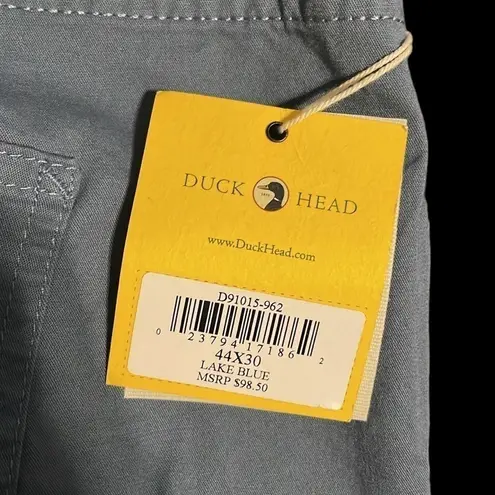 DUCK HEAD
www.DuckHead.com
D91015-962
0 23794 17186 2
44X30
LAKE BLUE
MSRP $98.50